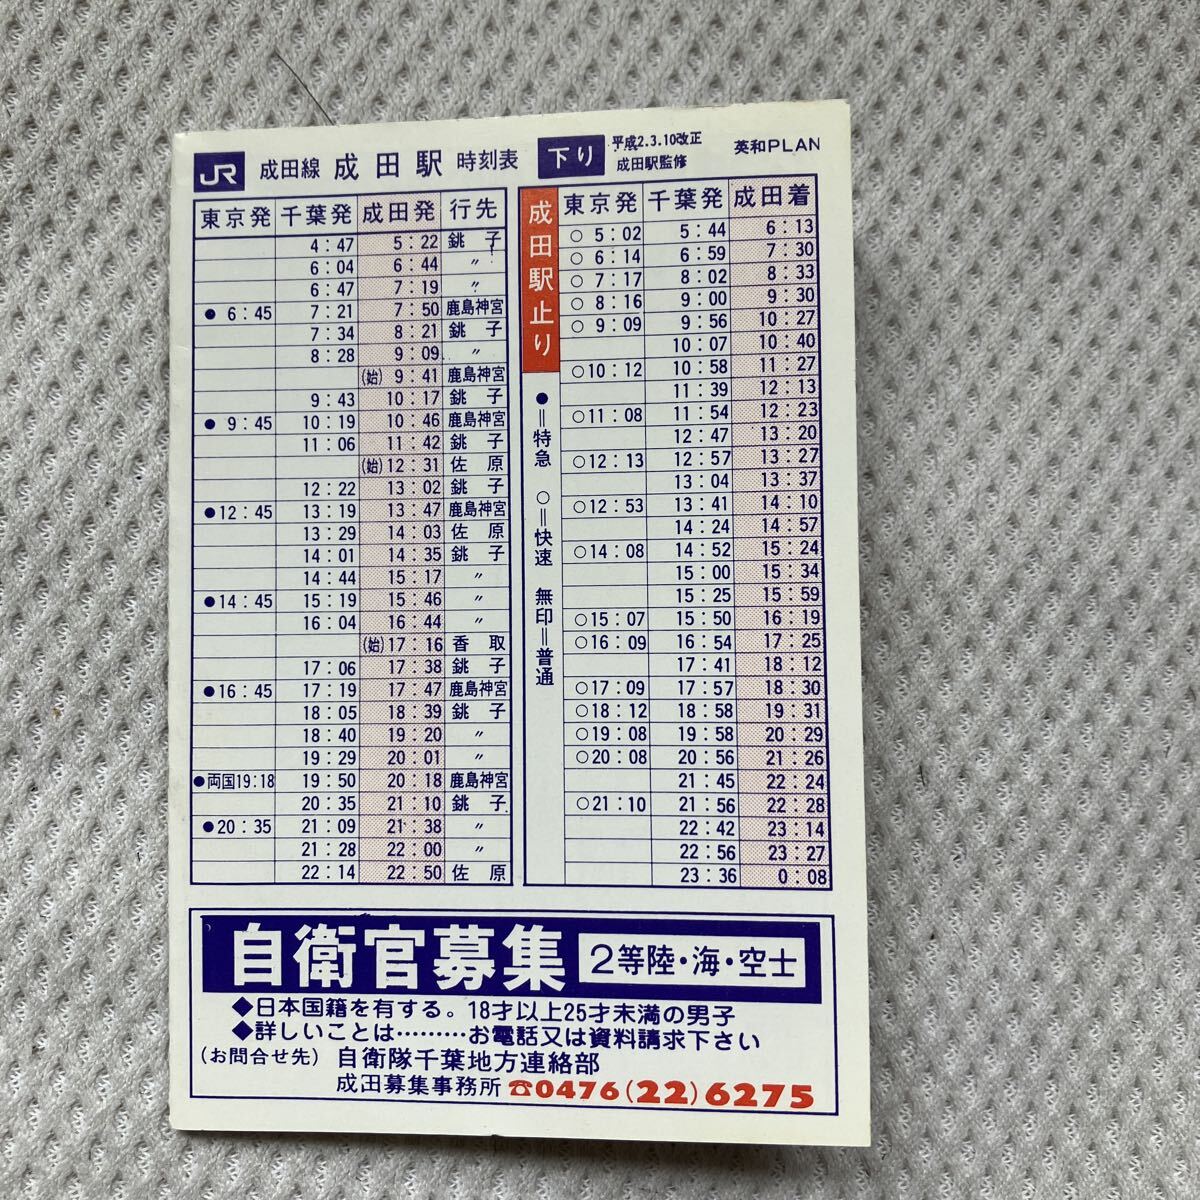 JR 成田線 成田駅 時刻表 下り 平成2.3.10改正 成田駅監修 英和PLAN
東京発 千葉発 成田発 行先
4:47 5:22 銚子
6:04 6:44 〃
6:47 7:19 〃
●6:45 7:21 7:50 鹿島神宮
7:34 8:21 銚子
8:28 9:09 〃
(始)9:41 鹿島神宮
9:43 10:17 銚子
●9:45 10:19 10:46 鹿島神宮
11:06 11:42 銚子
(始)12:31 佐原
12:22 13:02 銚子
●12:45 13:19 13:47 鹿島神宮
13:29 14:03 佐原
14:01 14:35 銚子
14:44 15:17 〃
●14:45 15:19 15:46 〃
16:04 16:44 〃
(始)17:16 香取
17:06 17:38 銚子
●16:45 17:19 17:47 鹿島神宮
18:05 18:39 銚子
18:40 19:20 〃
19:29 20:01 〃
●両国19:18 19:50 20:18 鹿島神宮
20:35 21:10 銚子
●20:35 21:09 21:38 〃
21:28 22:00 〃
22:14 22:50 佐原
成田駅止り
●=特急 ○=快速 無印=普通
東京発 千葉発 成田着
○5:02 5:44 6:13
○6:14 6:59 7:30
○7:17 8:02 8:33
○8:16 9:00 9:30
○9:09 9:56 10:27
10:07 10:40
○10:12 10:58 11:27
11:39 12:13
○11:08 11:54 12:23
12:47 13:20
○12:13 12:57 13:27
13:04 13:37
○12:53 13:41 14:10
14:24 14:57
○14:08 14:52 15:24
15:00 15:34
15:25 15:59
○15:07 15:50 16:19
○16:09 16:54 17:25
17:41 18:12
○17:09 17:57 18:30
○18:12 18:58 19:31
○19:08 19:58 20:29
○20:08 20:56 21:26
21:45 22:24
○21:10 21:56 22:28
22:42 23:14
22:56 23:27
23:36 0:08
自衛官募集 2等陸・海・空士
◆日本国籍を有する。18才以上25才未満の男子
◆詳しいことは………お電話又は資料請求下さい
(お問合せ先) 自衛隊千葉地方連絡部
成田募集事務所 ☎0476(22)6275